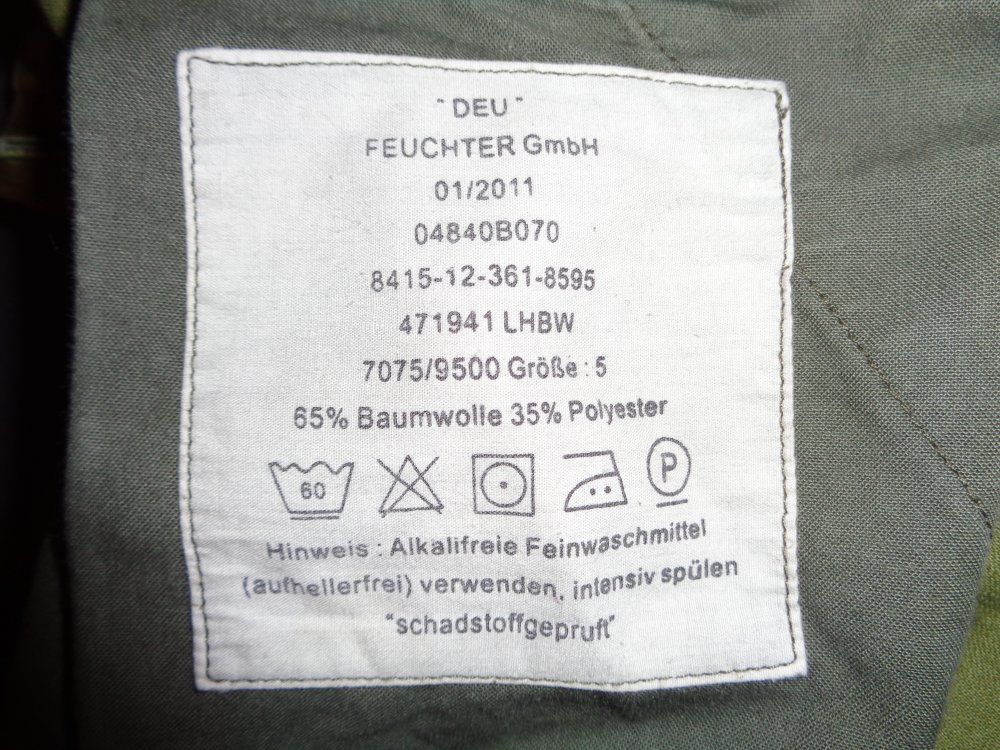 "DEU"
FEUCHTER GmbH
01/2011
04840B070
8415-12-361-8595
471941 LHBW
7075/9500 Größe : 5
65% Baumwolle 35% Polyester
60 P
Hinweis : Alkalifreie Feinwaschmittel
(aufhellerfrei) verwenden, intensiv spülen
"schadstoffgepruft"